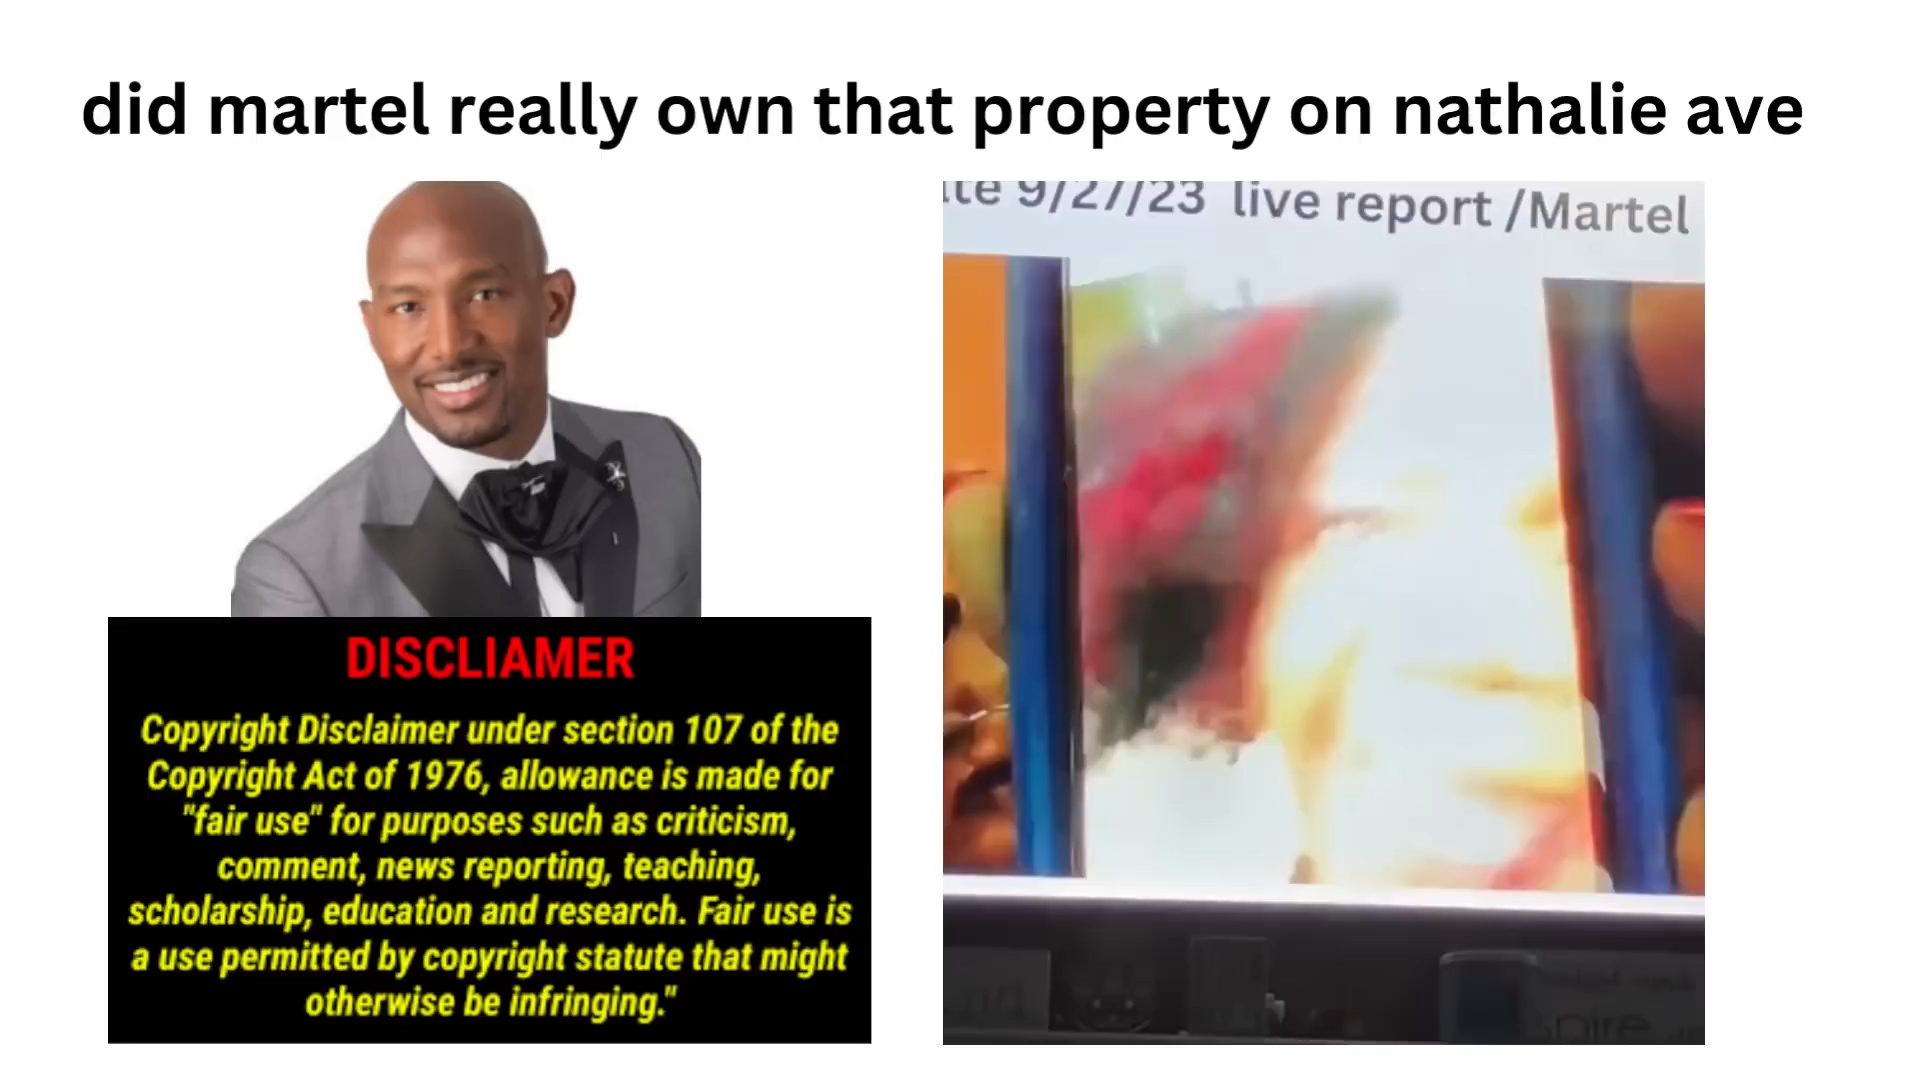 did martel really own that property on nathalie ave
9/27/23 live report /Martel
DISCLIAMER
Copyright Disclaimer under section 107 of the
Copyright Act of 1976, allowance is made for
"fair use" for purposes such as criticism,
comment, news reporting, teaching,
scholarship, education and research. Fair use is
a use permitted by copyright statute that might
otherwise be infringing."